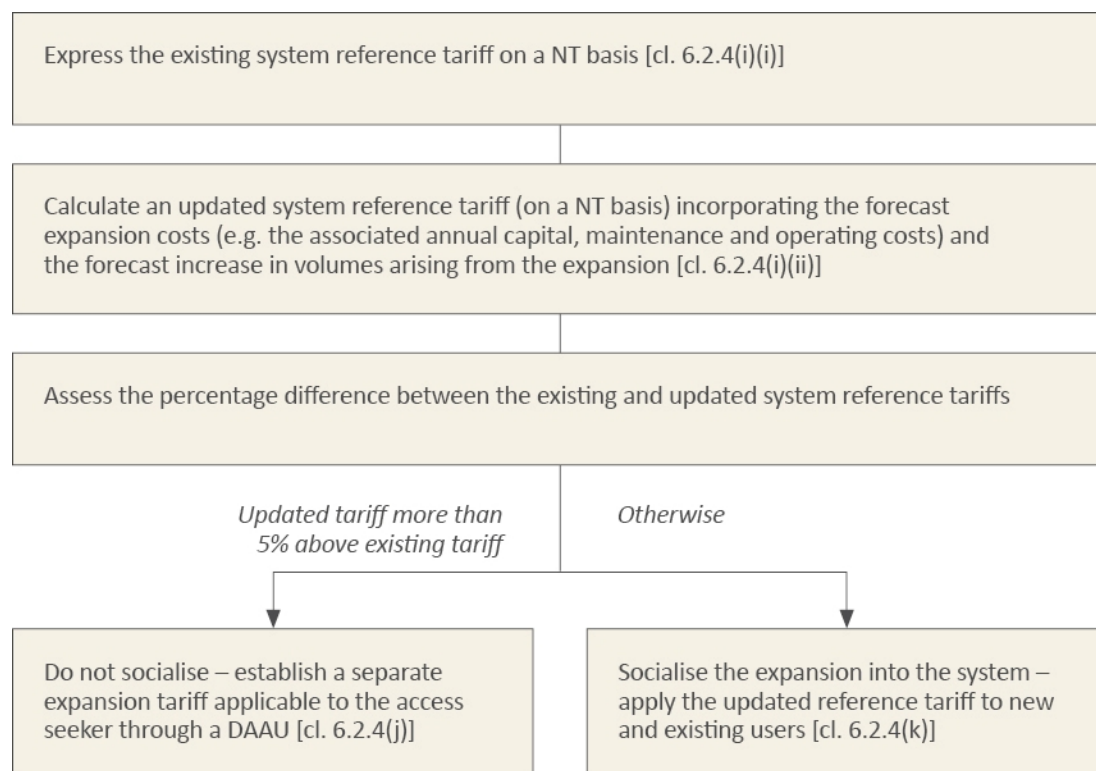 Express the existing system reference tariff on a NT basis [cl. 6.2.4(i)(i)]
Calculate an updated system reference tariff (on a NT basis) incorporating the forecast
expansion costs (e.g. the associated annual capital, maintenance and operating costs) and
the forecast increase in volumes arising from the expansion [cl. 6.2.4(i)(ii)]
Assess the percentage difference between the existing and updated system reference tariffs
Updated tariff more than
5% above existing tariff
Otherwise
Do not socialise – establish a separate
expansion tariff applicable to the access
seeker through a DAAU [cl. 6.2.4(j)]
Socialise the expansion into the system –
apply the updated reference tariff to new
and existing users [cl. 6.2.4(k)]